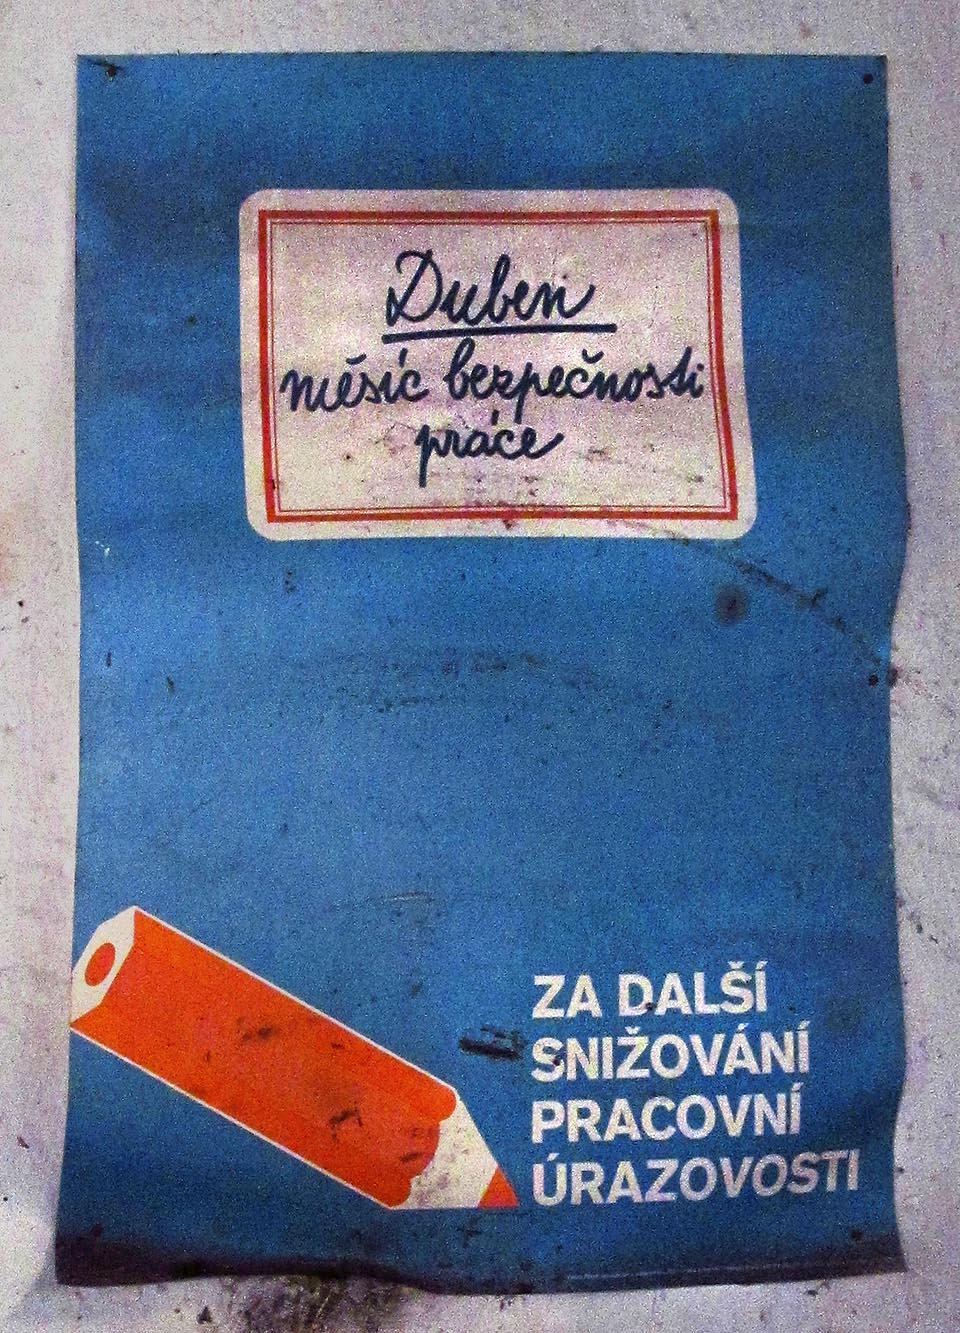 Duben
měsíc bezpečnosti
práce
ZA DALŠÍ
SNIŽOVÁNÍ
PRACOVNÍ
ÚRAZOVOSTI